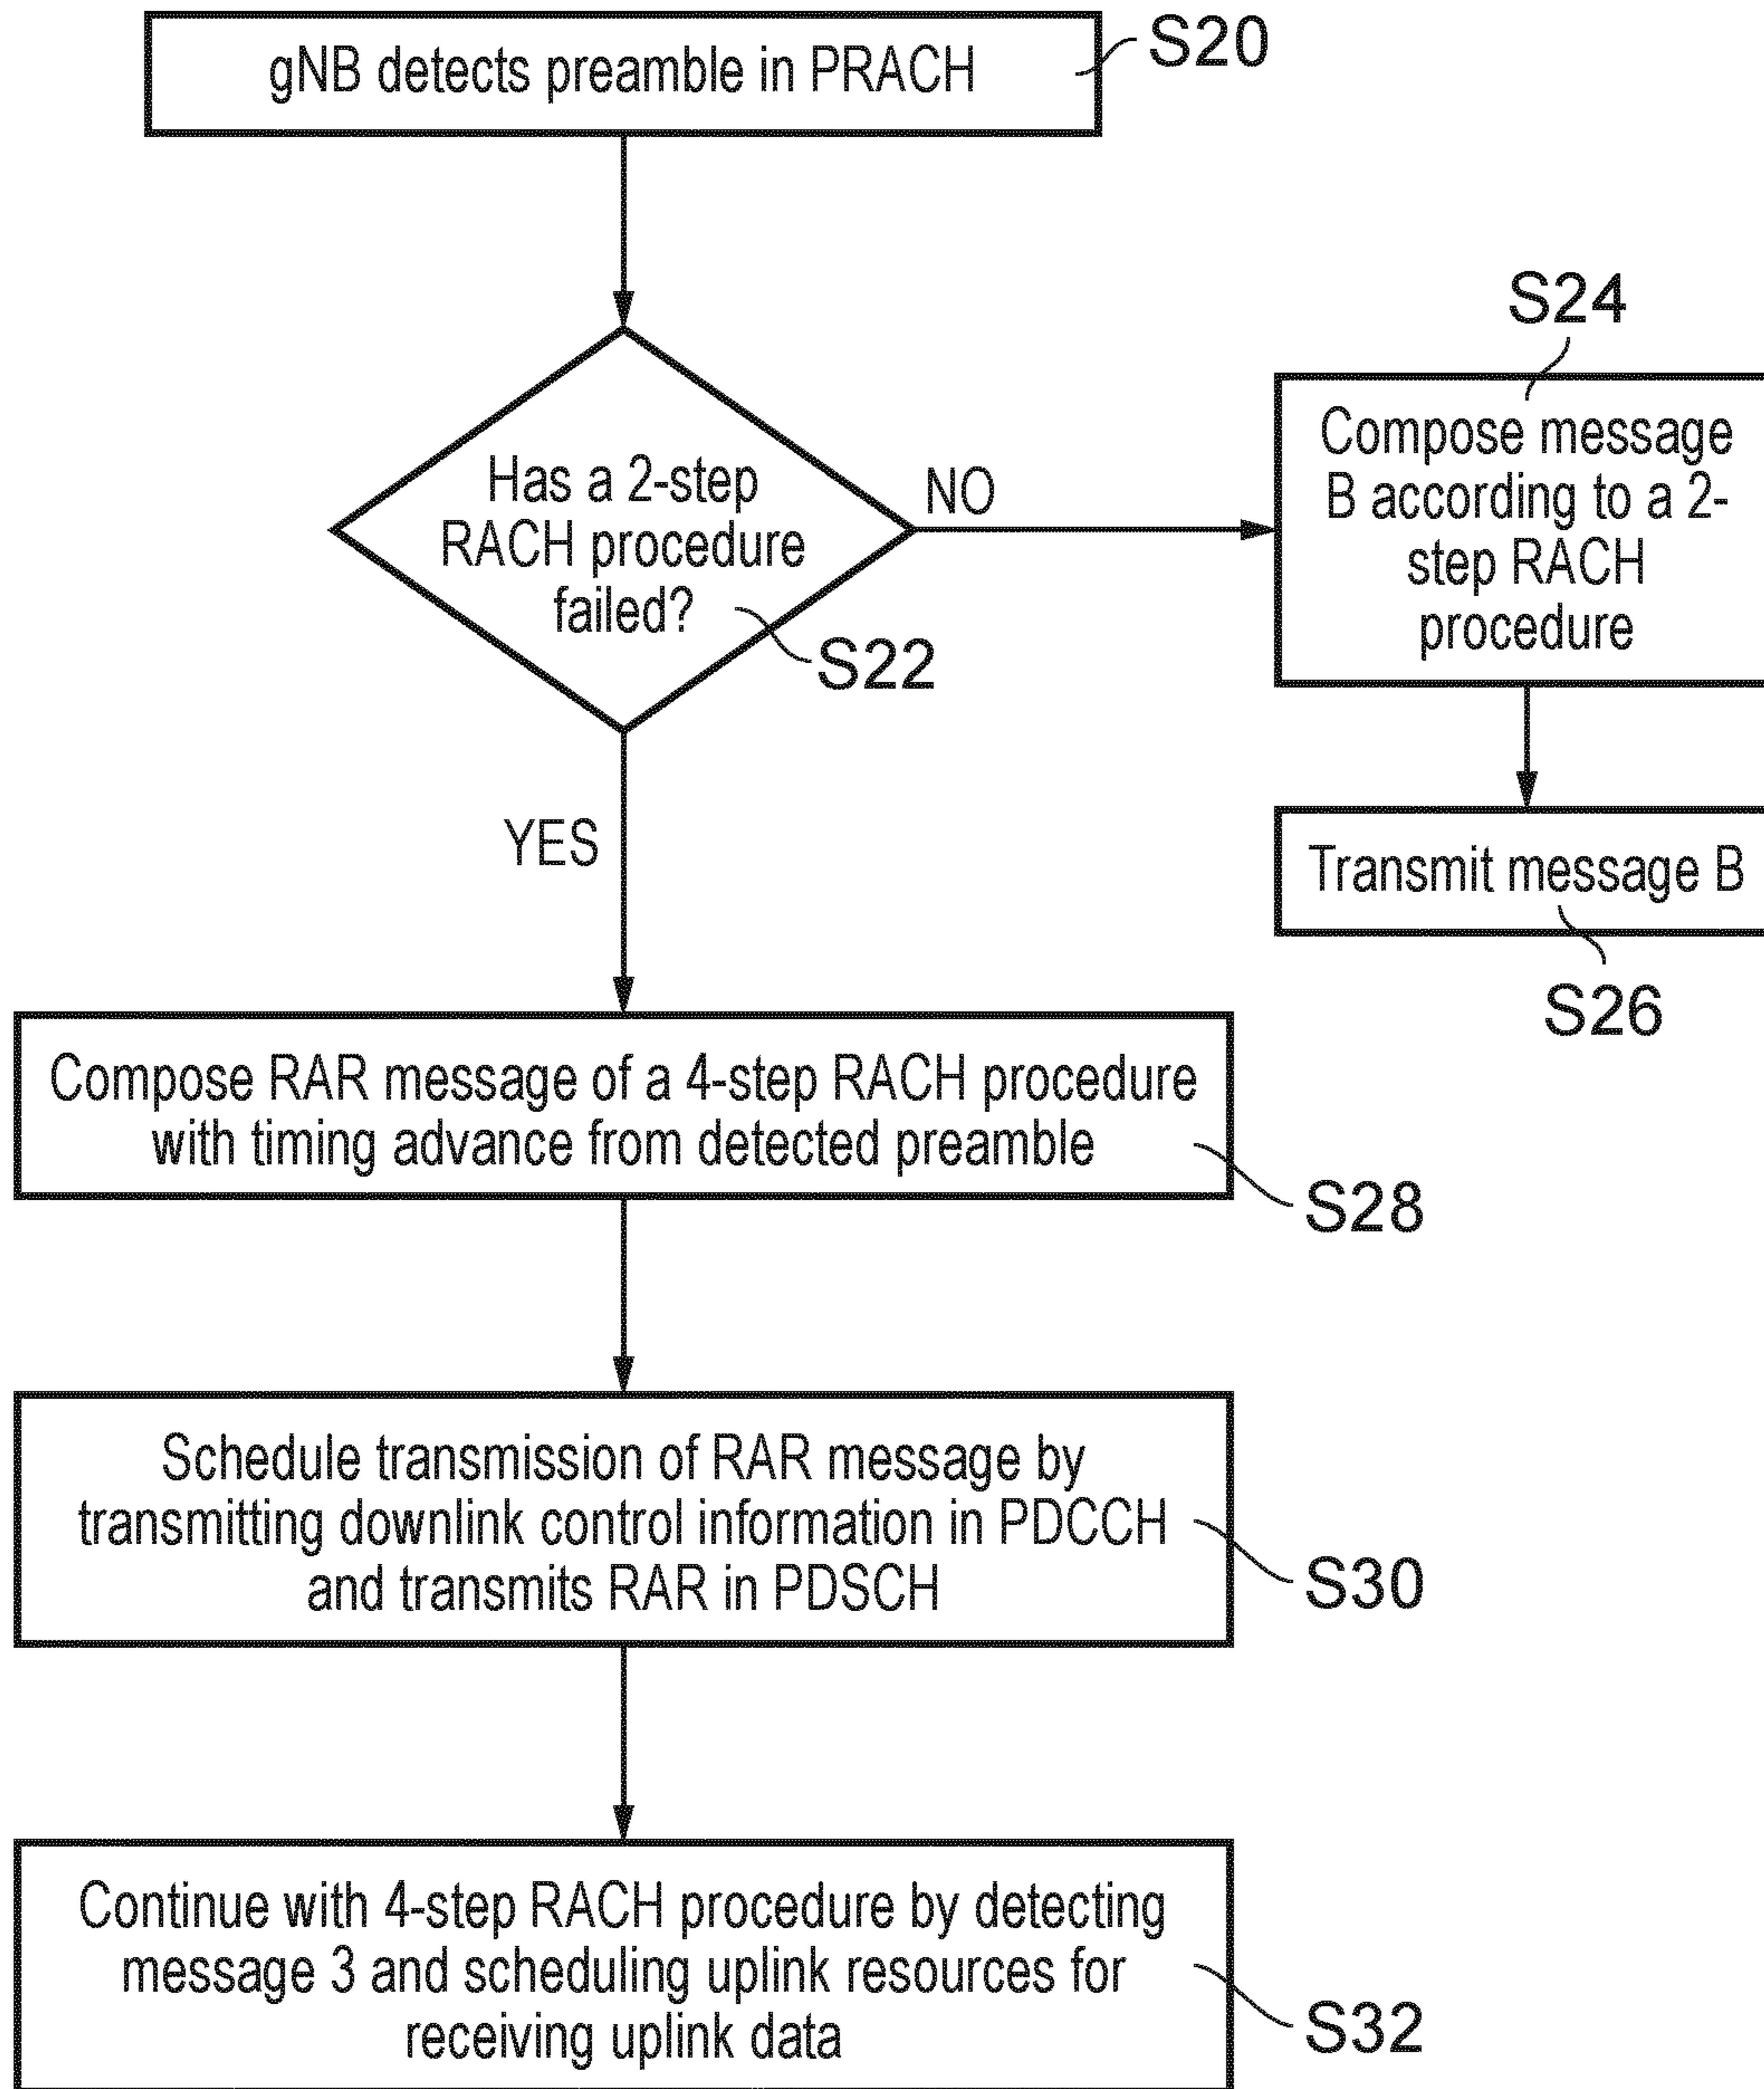 gNB detects preamble in PRACH
S20
Has a 2-step
RACH procedure
failed?
S22
NO
S24
Compose message
B according to a 2-
step RACH
procedure
Transmit message B
S26
YES
Compose RAR message of a 4-step RACH procedure
with timing advance from detected preamble
S28
Schedule transmission of RAR message by
transmitting downlink control information in PDCCH
and transmits RAR in PDSCH
S30
Continue with 4-step RACH procedure by detecting
message 3 and scheduling uplink resources for
receiving uplink data
S32